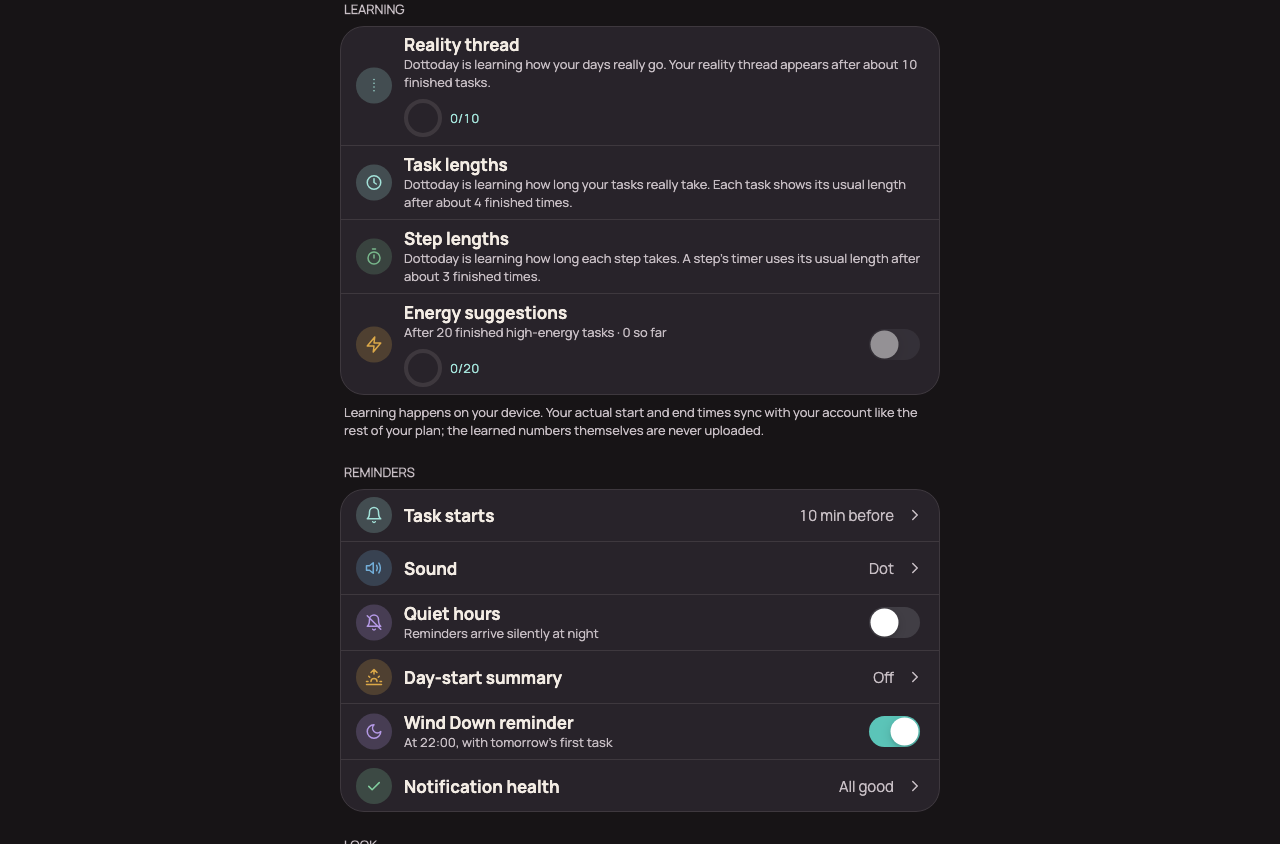 LEARNING
Reality thread
Dottoday is learning how your days really go. Your reality thread appears after about 10
finished tasks.
0/10
Task lengths
Dottoday is learning how long your tasks really take. Each task shows its usual length
after about 4 finished times.
Step lengths
Dottoday is learning how long each step takes. A step's timer uses its usual length after
about 3 finished times.
Energy suggestions
After 20 finished high-energy tasks · 0 so far
0/20
Learning happens on your device. Your actual start and end times sync with your account like the
rest of your plan; the learned numbers themselves are never uploaded.
REMINDERS
Task starts 10 min before
Sound Dot
Quiet hours
Reminders arrive silently at night
Day-start summary Off
Wind Down reminder
At 22:00, with tomorrow's first task
Notification health All good